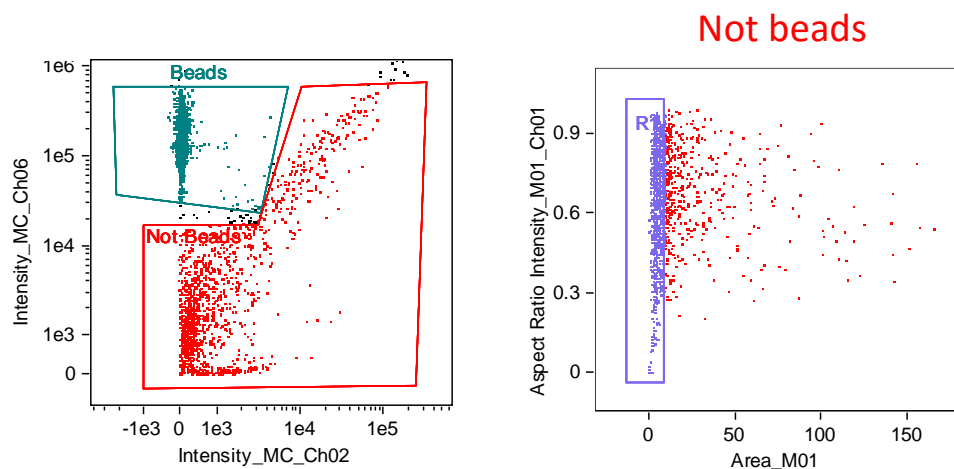 Not beads
1e6
Beads
1e5
Not Beads
1e4
1e3
0
Intensity_MC_Ch06
-1e3 0 1e3 1e4 1e5
Intensity_MC_Ch02
R1
0.9
0.6
0.3
0
Aspect Ratio Intensity_M01_Ch01
0 50 100 150
Area_M01